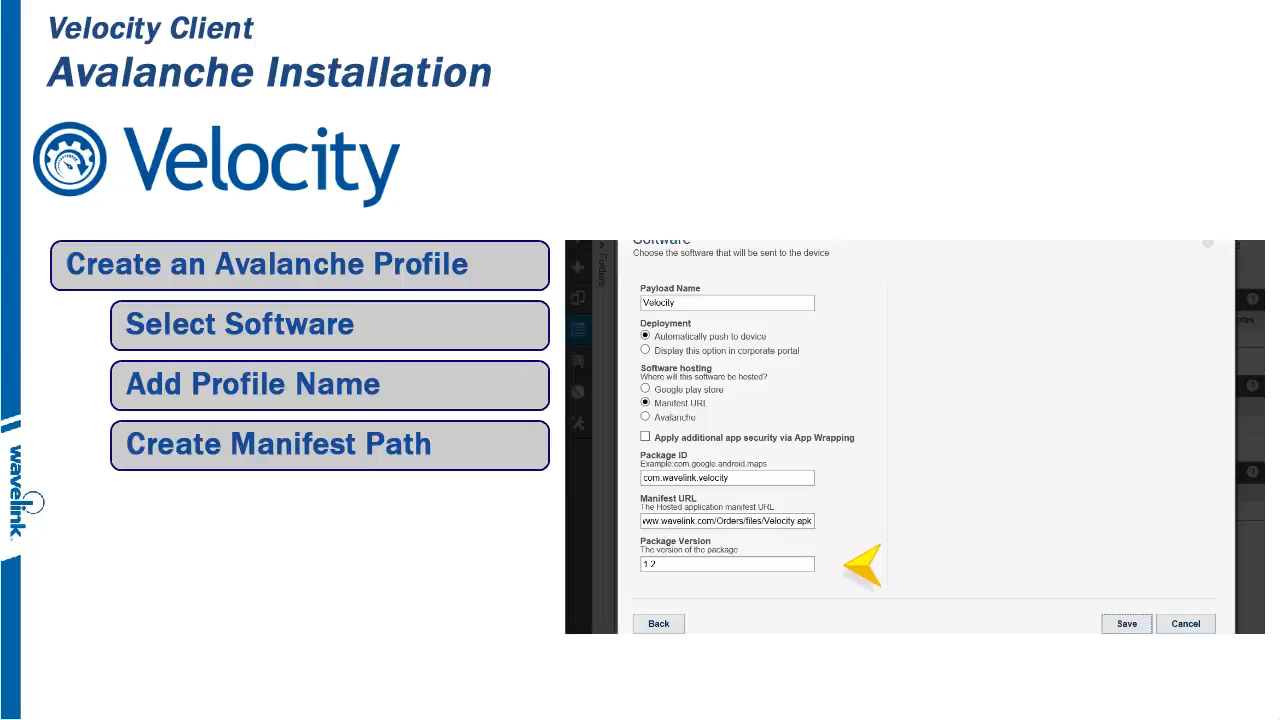 Velocity Client
Avalanche Installation
Velocity
Create an Avalanche Profile
Select Software
Add Profile Name
Create Manifest Path
wavelink
Folders
Software
Choose the software that will be sent to the device
Payload Name
Velocity
Deployment
Automatically push to device
Display this option in corporate portal
Software hosting
Where will this software be hosted?
Google play store
Manifest URL
Avalanche
Apply additional app security via App Wrapping
Package ID
Example:com.google.android.maps
com.wavelink.velocity
Manifest URL
The Hosted application manifest URL
ww.wavelink.com/Orders/files/Velocity.apk
Package Version
The version of the package
1.2
Back
Save
Cancel